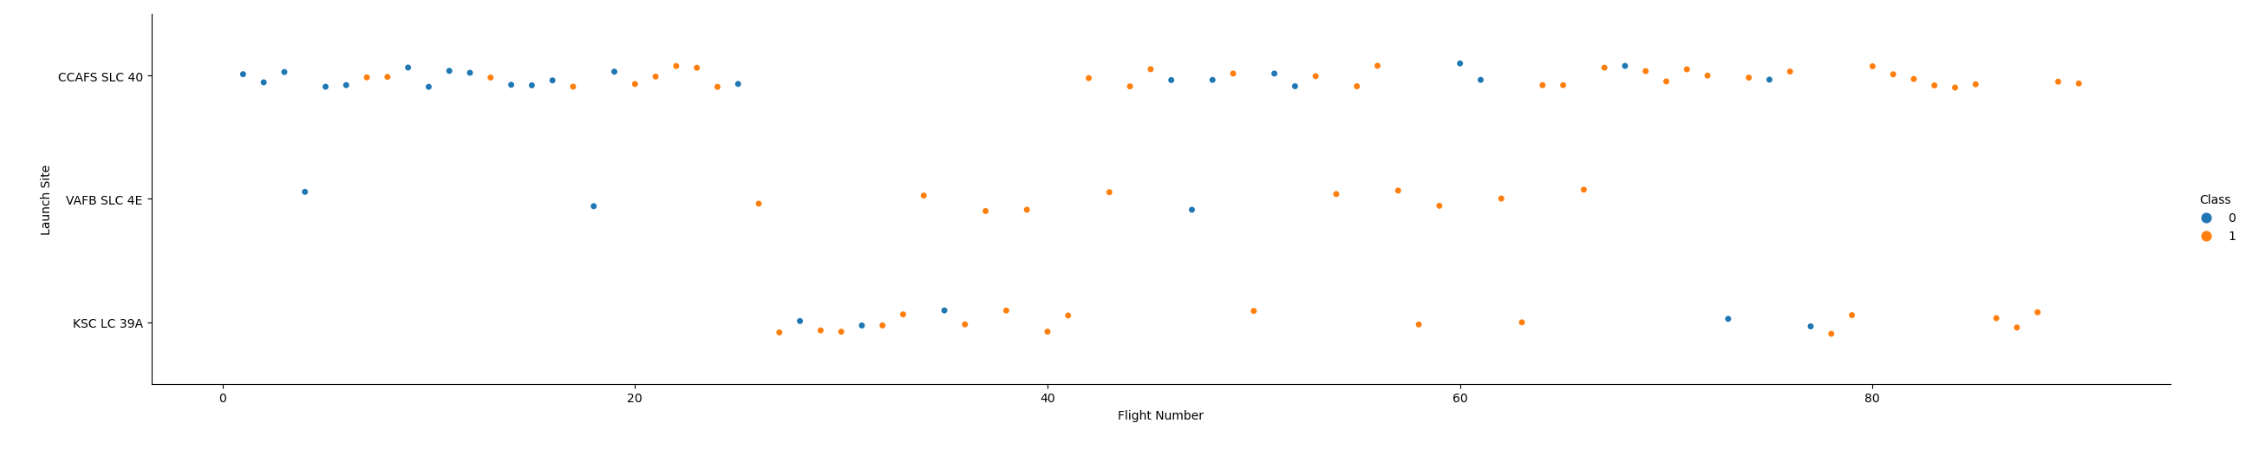 CCAFS SLC 40
VAFB SLC 4E
KSC LC 39A
Launch Site
0 20 40 60 80
Flight Number
Class
0
1